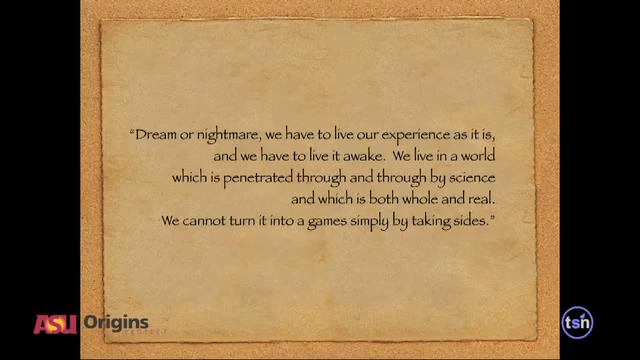 "Dream or nightmare, we have to live our experience as it is,
and we have to live it awake. We live in a world
which is penetrated through and through by science
and which is both whole and real.
We cannot turn it into a games simply by taking sides."
ASU Origins
PROJECT
tsn